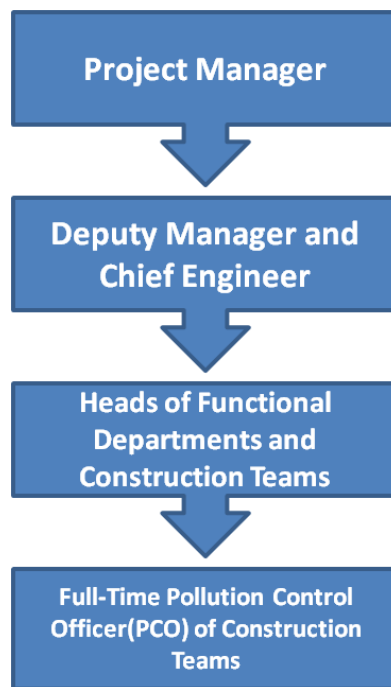 Project Manager
Deputy Manager and
Chief Engineer
Heads of Functional
Departments and
Construction Teams
Full-Time Pollution Control
Officer(PCO) of Construction
Teams